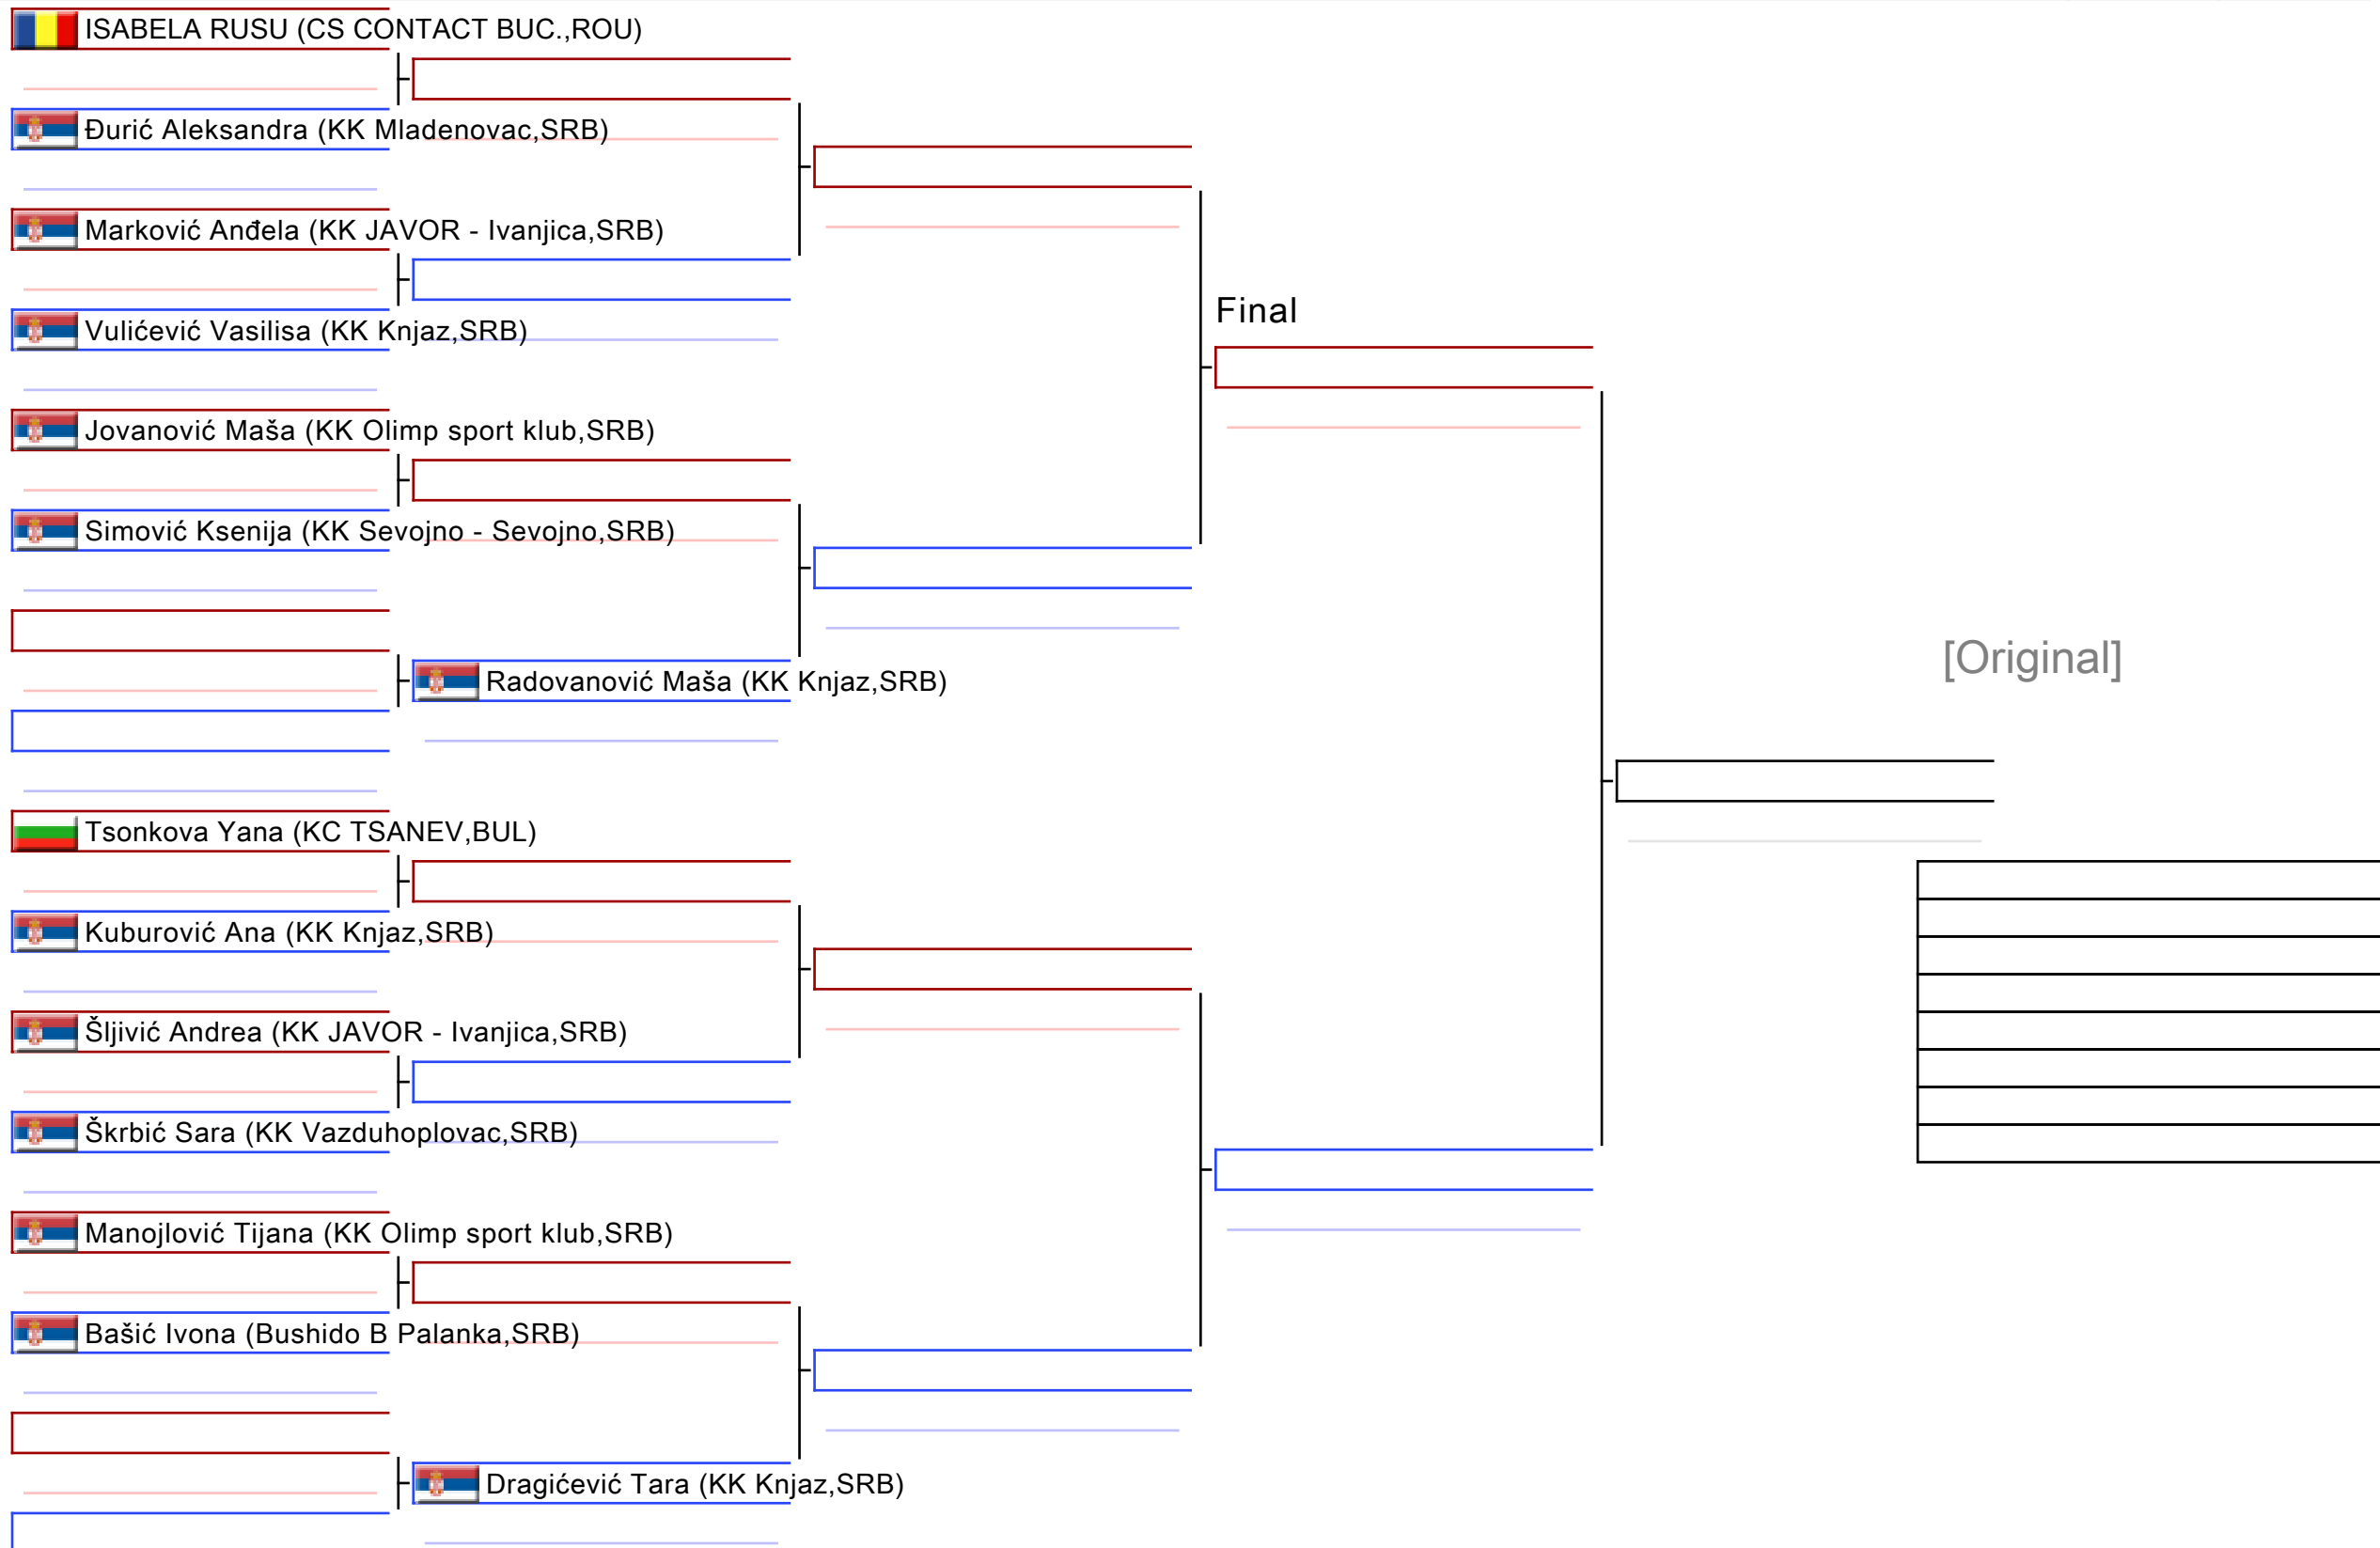 ISABELA RUSU (CS CONTACT BUC.,ROU)
Đurić Aleksandra (KK Mladenovac,SRB)
Marković Anđela (KK JAVOR - Ivanjica,SRB)
Final
Vulićević Vasilisa (KK Knjaz,SRB)
Jovanović Maša (KK Olimp sport klub,SRB)
Simović Ksenija (KK Sevojno - Sevojno,SRB)
[Original]
Radovanović Maša (KK Knjaz,SRB)
Tsonkova Yana (KC TSANEV,BUL)
Kuburović Ana (KK Knjaz,SRB)
Šljivić Andrea (KK JAVOR - Ivanjica,SRB)
Škrbić Sara (KK Vazduhoplovac,SRB)
Manojlović Tijana (KK Olimp sport klub,SRB)
Bašić Ivona (Bushido B Palanka,SRB)
Dragićević Tara (KK Knjaz,SRB)